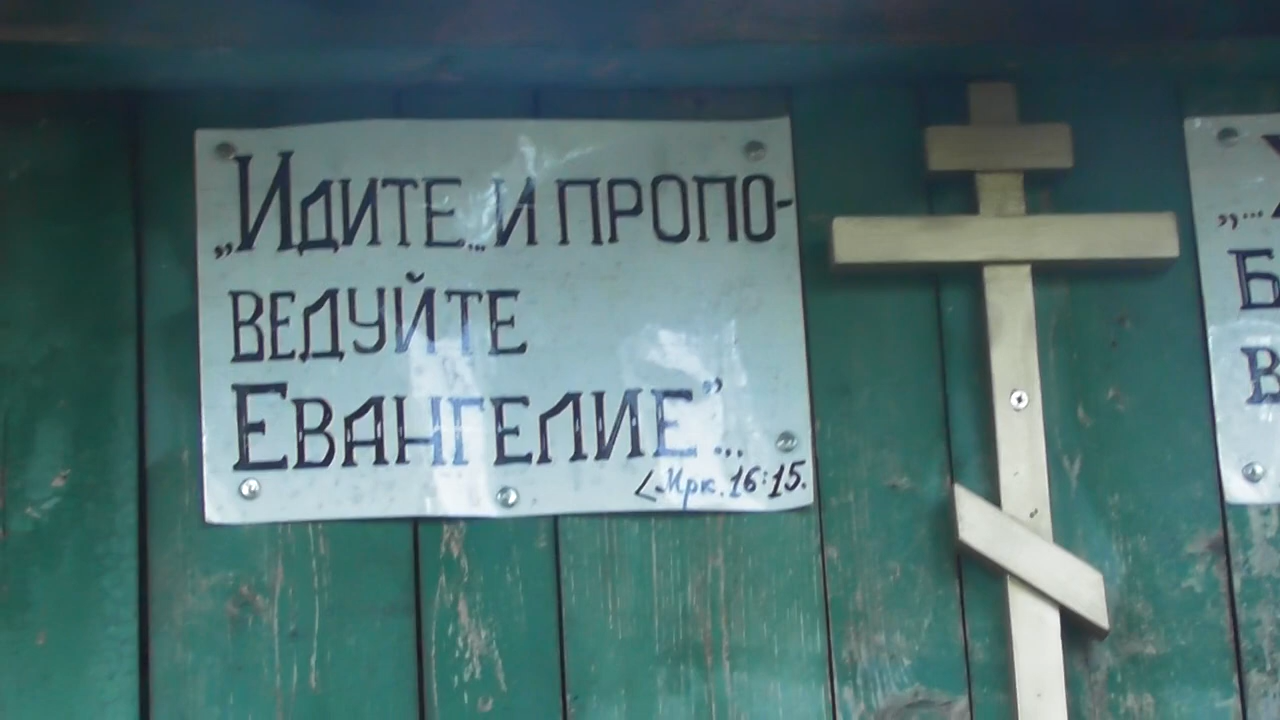 „Идите... и пропо-
ведуйте
Евангелие”...
Мрк. 16:15.
„...
Б
В